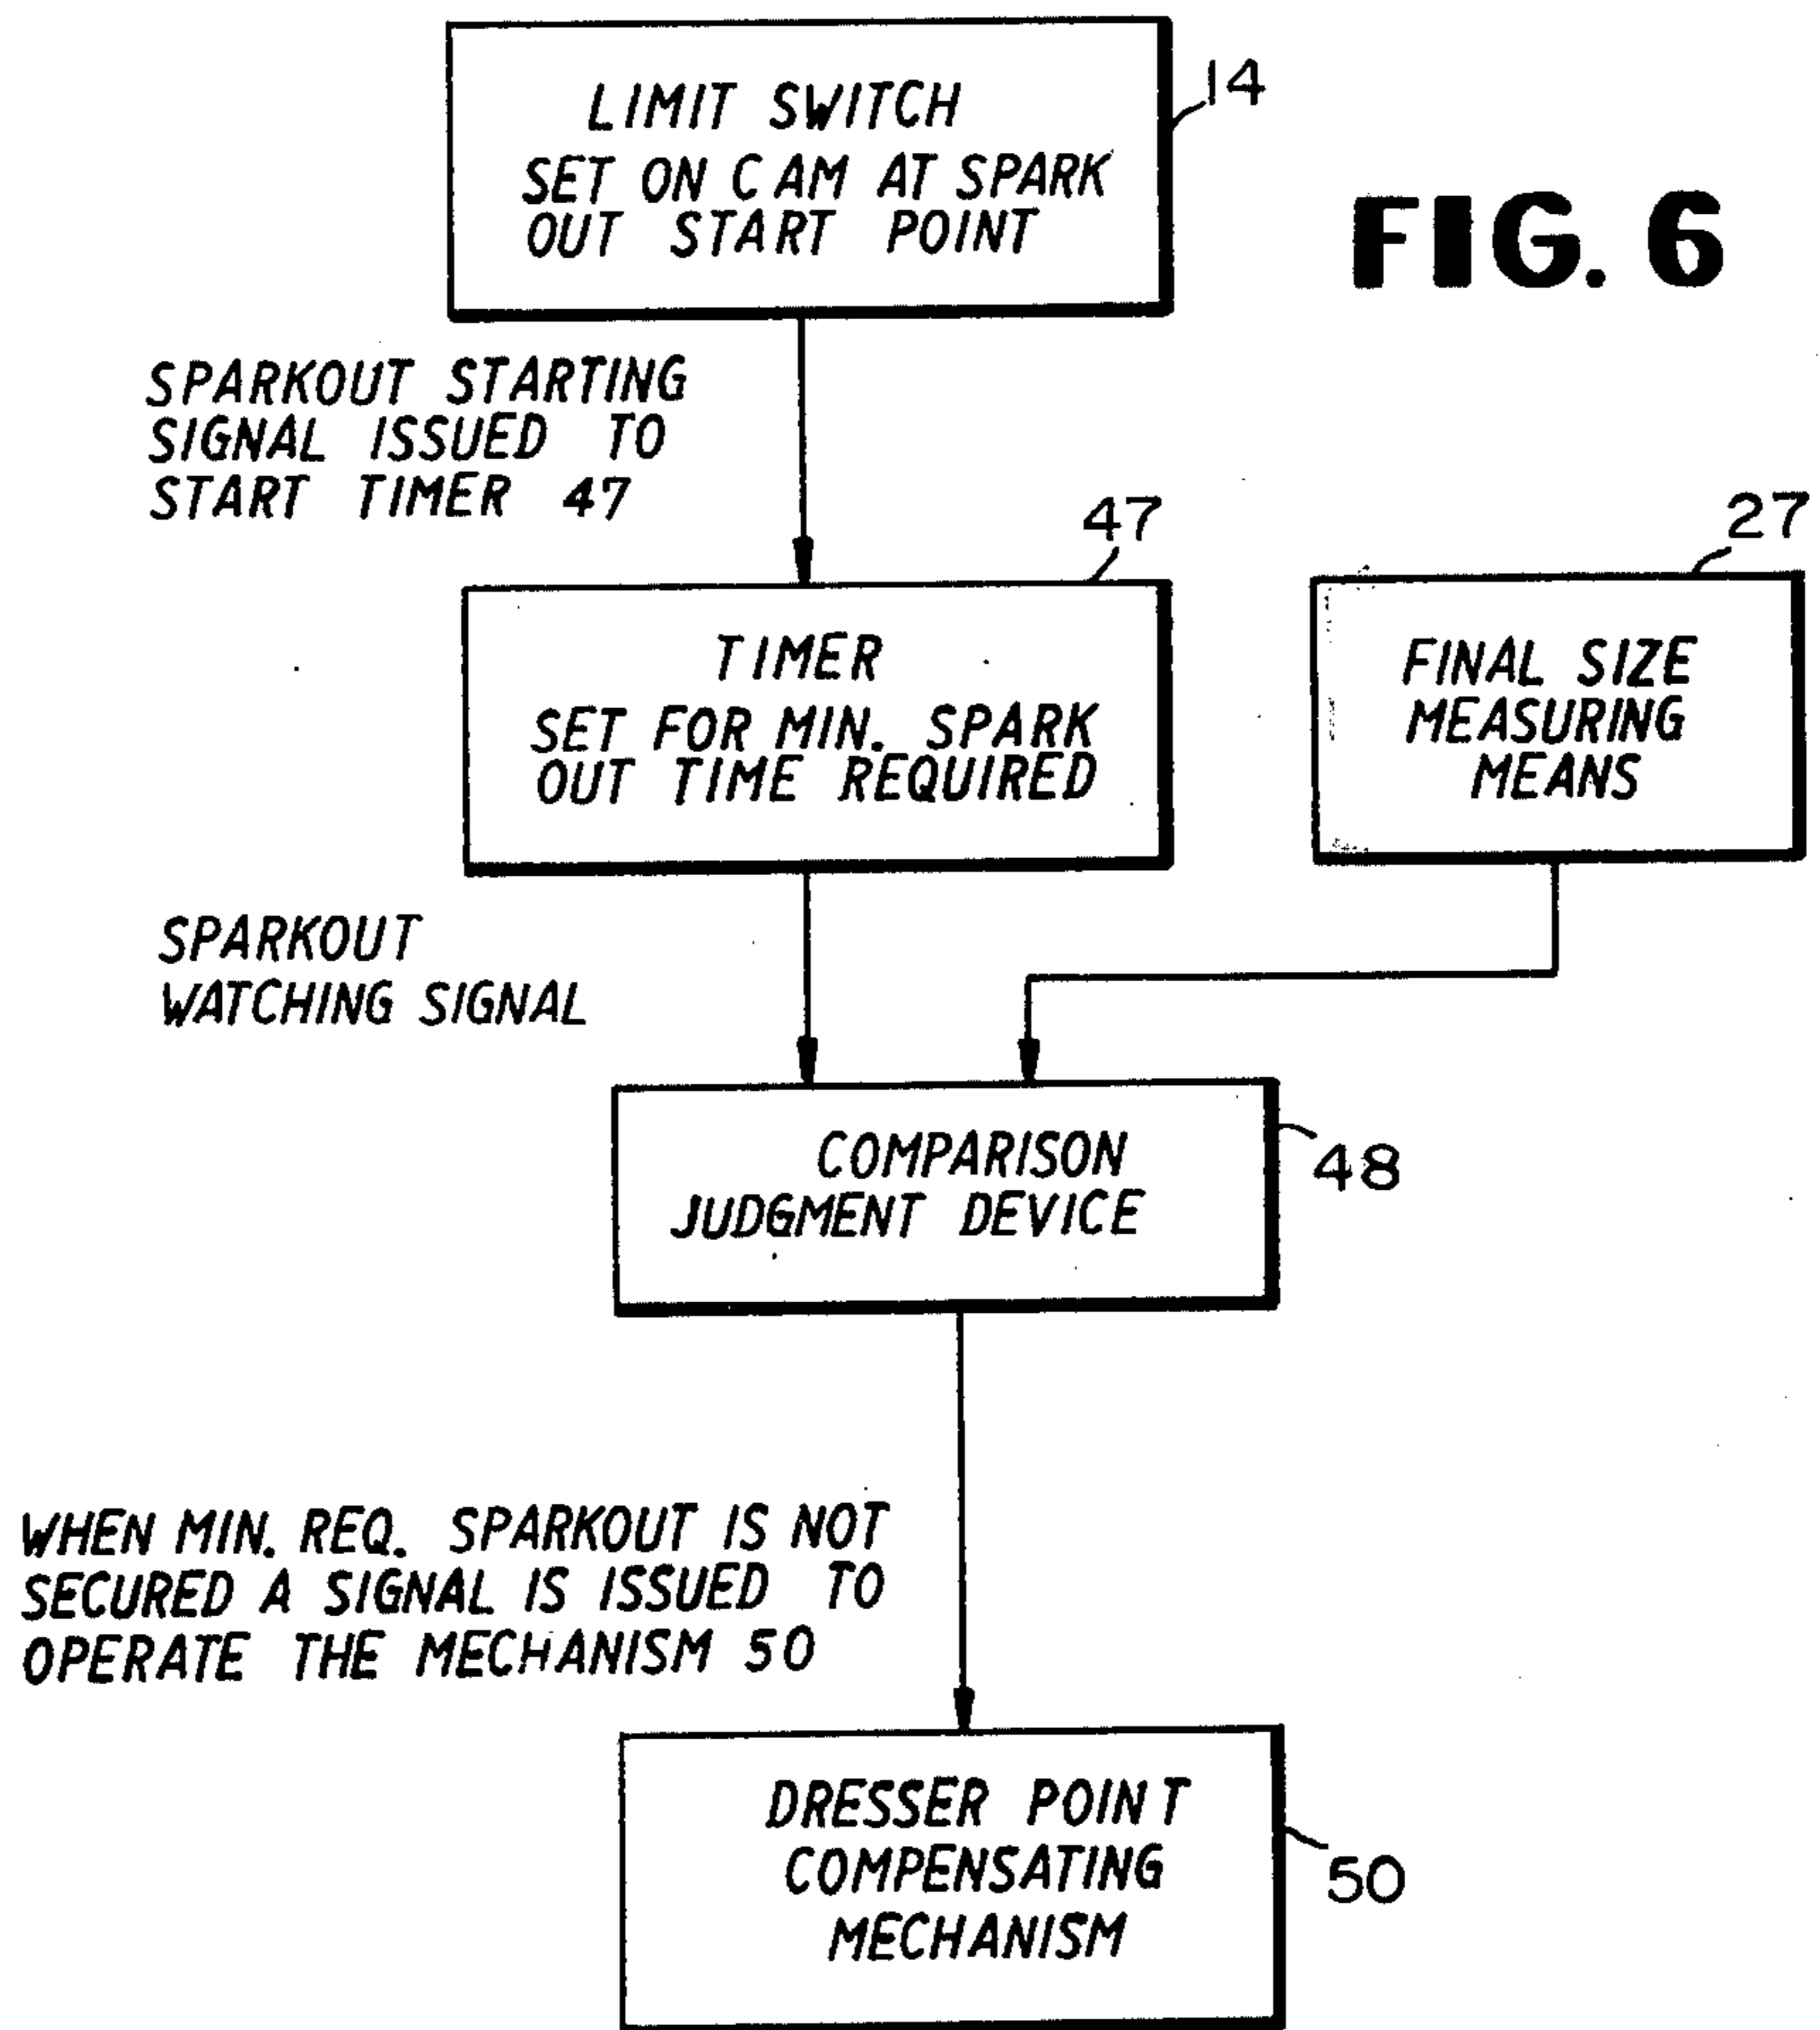 LIMIT SWITCH
SET ON CAM AT SPARK
OUT START POINT
14
FIG. 6
SPARKOUT STARTING
SIGNAL ISSUED TO
START TIMER 47
47
27
TIMER
SET FOR MIN. SPARK
OUT TIME REQUIRED
FINAL SIZE
MEASURING
MEANS
SPARKOUT
WATCHING SIGNAL
COMPARISON
JUDGMENT DEVICE
48
WHEN MIN. REQ. SPARKOUT IS NOT
SECURED A SIGNAL IS ISSUED TO
OPERATE THE MECHANISM 50
DRESSER POINT
COMPENSATING
MECHANISM
50